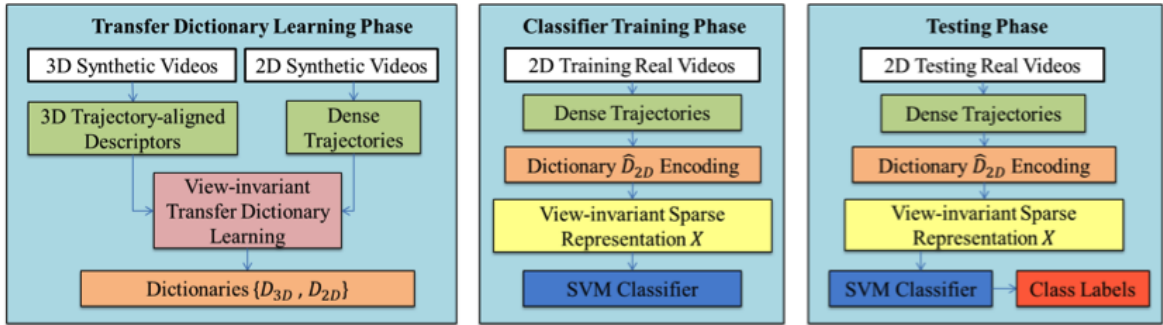 Transfer Dictionary Learning Phase
3D Synthetic Videos
2D Synthetic Videos
3D Trajectory-aligned
Descriptors
Dense
Trajectories
View-invariant
Transfer Dictionary
Learning
Dictionaries {D₃D , D₂D}
Classifier Training Phase
2D Training Real Videos
Dense Trajectories
Dictionary D̂₂D Encoding
View-invariant Sparse
Representation X
SVM Classifier
Testing Phase
2D Testing Real Videos
Dense Trajectories
Dictionary D̂₂D Encoding
View-invariant Sparse
Representation X
SVM Classifier
Class Labels